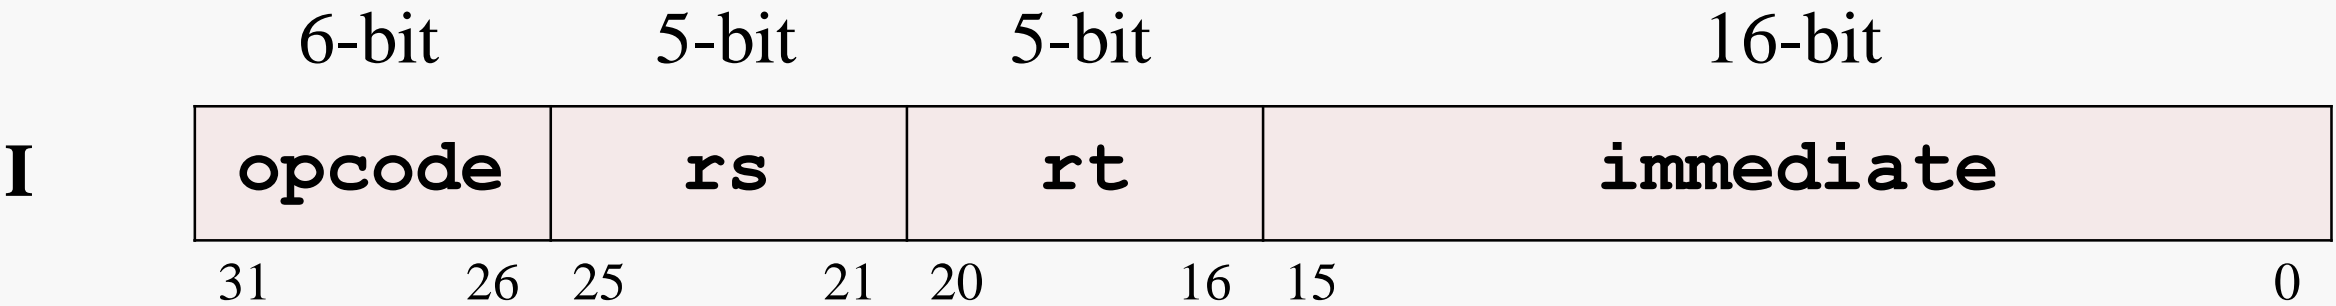 6-bit 5-bit 5-bit 16-bit
I opcode rs rt immediate
31 26 25 21 20 16 15 0